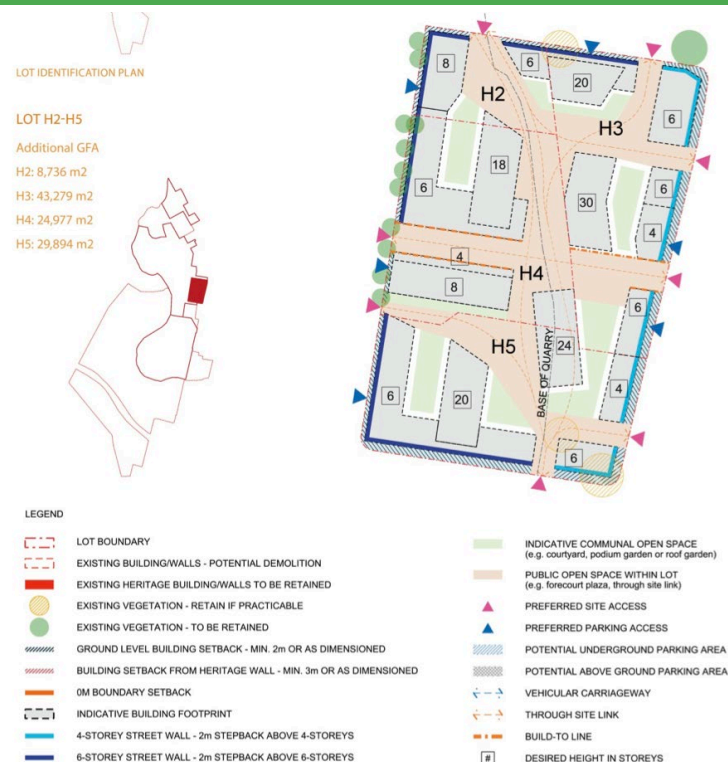 LOT IDENTIFICATION PLAN
LOT H2-H5
Additional GFA
H2: 8,736 m2
H3: 43,279 m2
H4: 24,977 m2
H5: 29,894 m2
8
6
20
H2
H3
6
18
6
6
30
4
4
H4
8
6
24
H5
BASE OF QUARRY
6
20
4
6
LEGEND
LOT BOUNDARY
EXISTING BUILDING/WALLS - POTENTIAL DEMOLITION
EXISTING HERITAGE BUILDING/WALLS TO BE RETAINED
EXISTING VEGETATION - RETAIN IF PRACTICABLE
EXISTING VEGETATION - TO BE RETAINED
GROUND LEVEL BUILDING SETBACK - MIN. 2m OR AS DIMENSIONED
BUILDING SETBACK FROM HERITAGE WALL - MIN. 3m OR AS DIMENSIONED
0M BOUNDARY SETBACK
INDICATIVE BUILDING FOOTPRINT
4-STOREY STREET WALL - 2m STEPBACK ABOVE 4-STOREYS
6-STOREY STREET WALL - 2m STEPBACK ABOVE 6-STOREYS
INDICATIVE COMMUNAL OPEN SPACE
(e.g. courtyard, podium garden or roof garden)
PUBLIC OPEN SPACE WITHIN LOT
(e.g. forecourt plaza, through site link)
PREFERRED SITE ACCESS
PREFERRED PARKING ACCESS
POTENTIAL UNDERGROUND PARKING AREA
POTENTIAL ABOVE GROUND PARKING AREA
VEHICULAR CARRIAGEWAY
THROUGH SITE LINK
BUILD-TO LINE
# DESIRED HEIGHT IN STOREYS